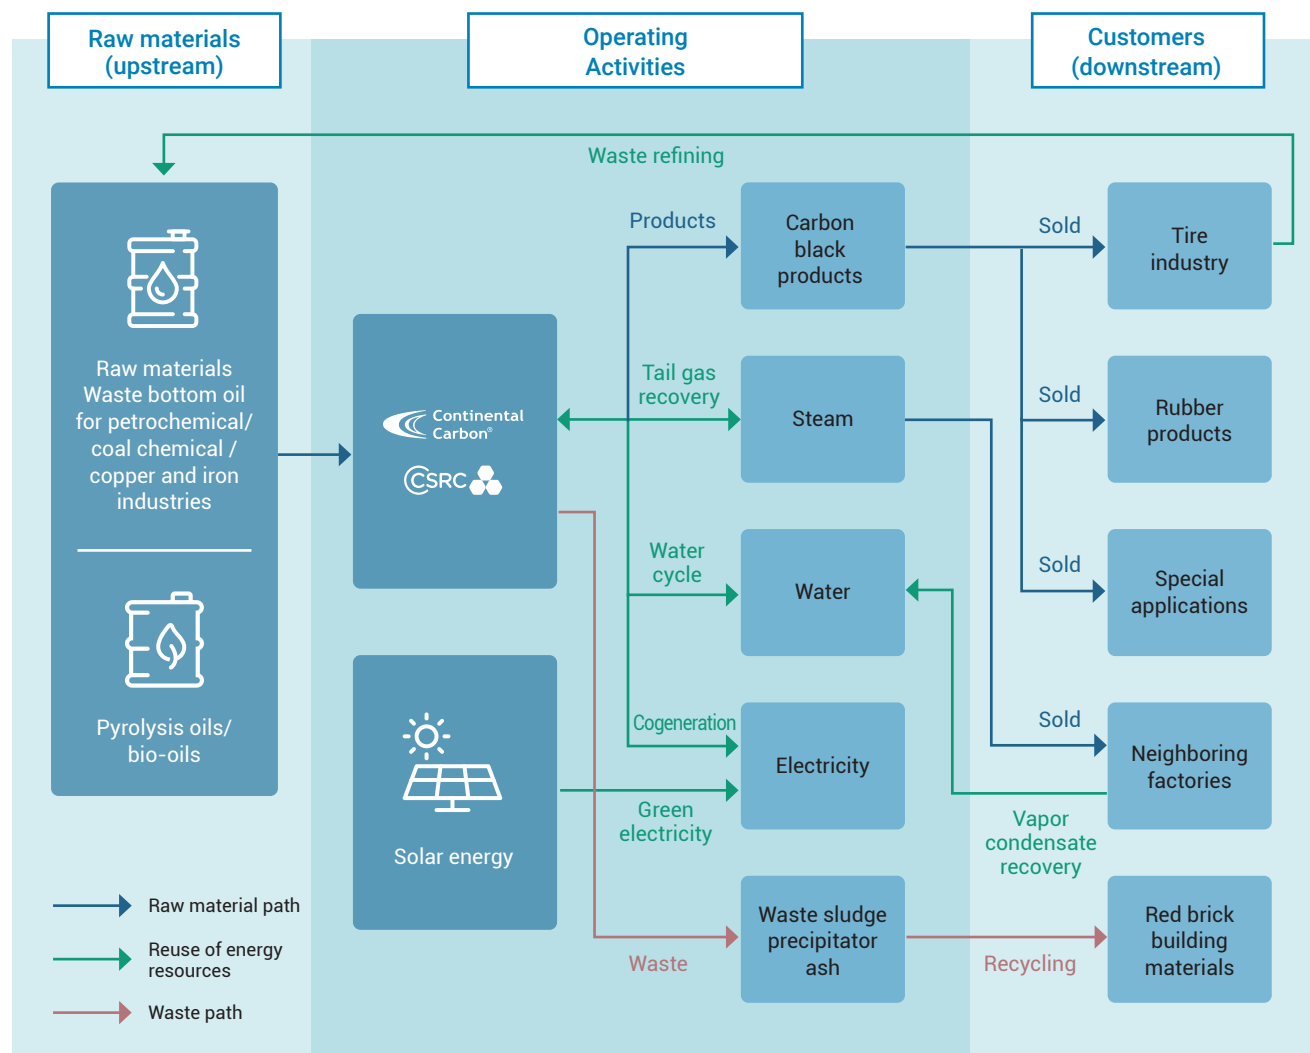 Raw materials
(upstream)
Operating
Activities
Customers
(downstream)
Waste refining
Raw materials
Waste bottom oil
for petrochemical/
coal chemical /
copper and iron
industries
Pyrolysis oils/
bio-oils
Continental
Carbon®
CSRC
Solar energy
Products
Tail gas
recovery
Water
cycle
Cogeneration
Green
electricity
Waste
Carbon
black
products
Steam
Water
Electricity
Waste sludge
precipitator
ash
Sold
Sold
Sold
Sold
Vapor
condensate
recovery
Recycling
Tire
industry
Rubber
products
Special
applications
Neighboring
factories
Red brick
building
materials
Raw material path
Reuse of energy
resources
Waste path